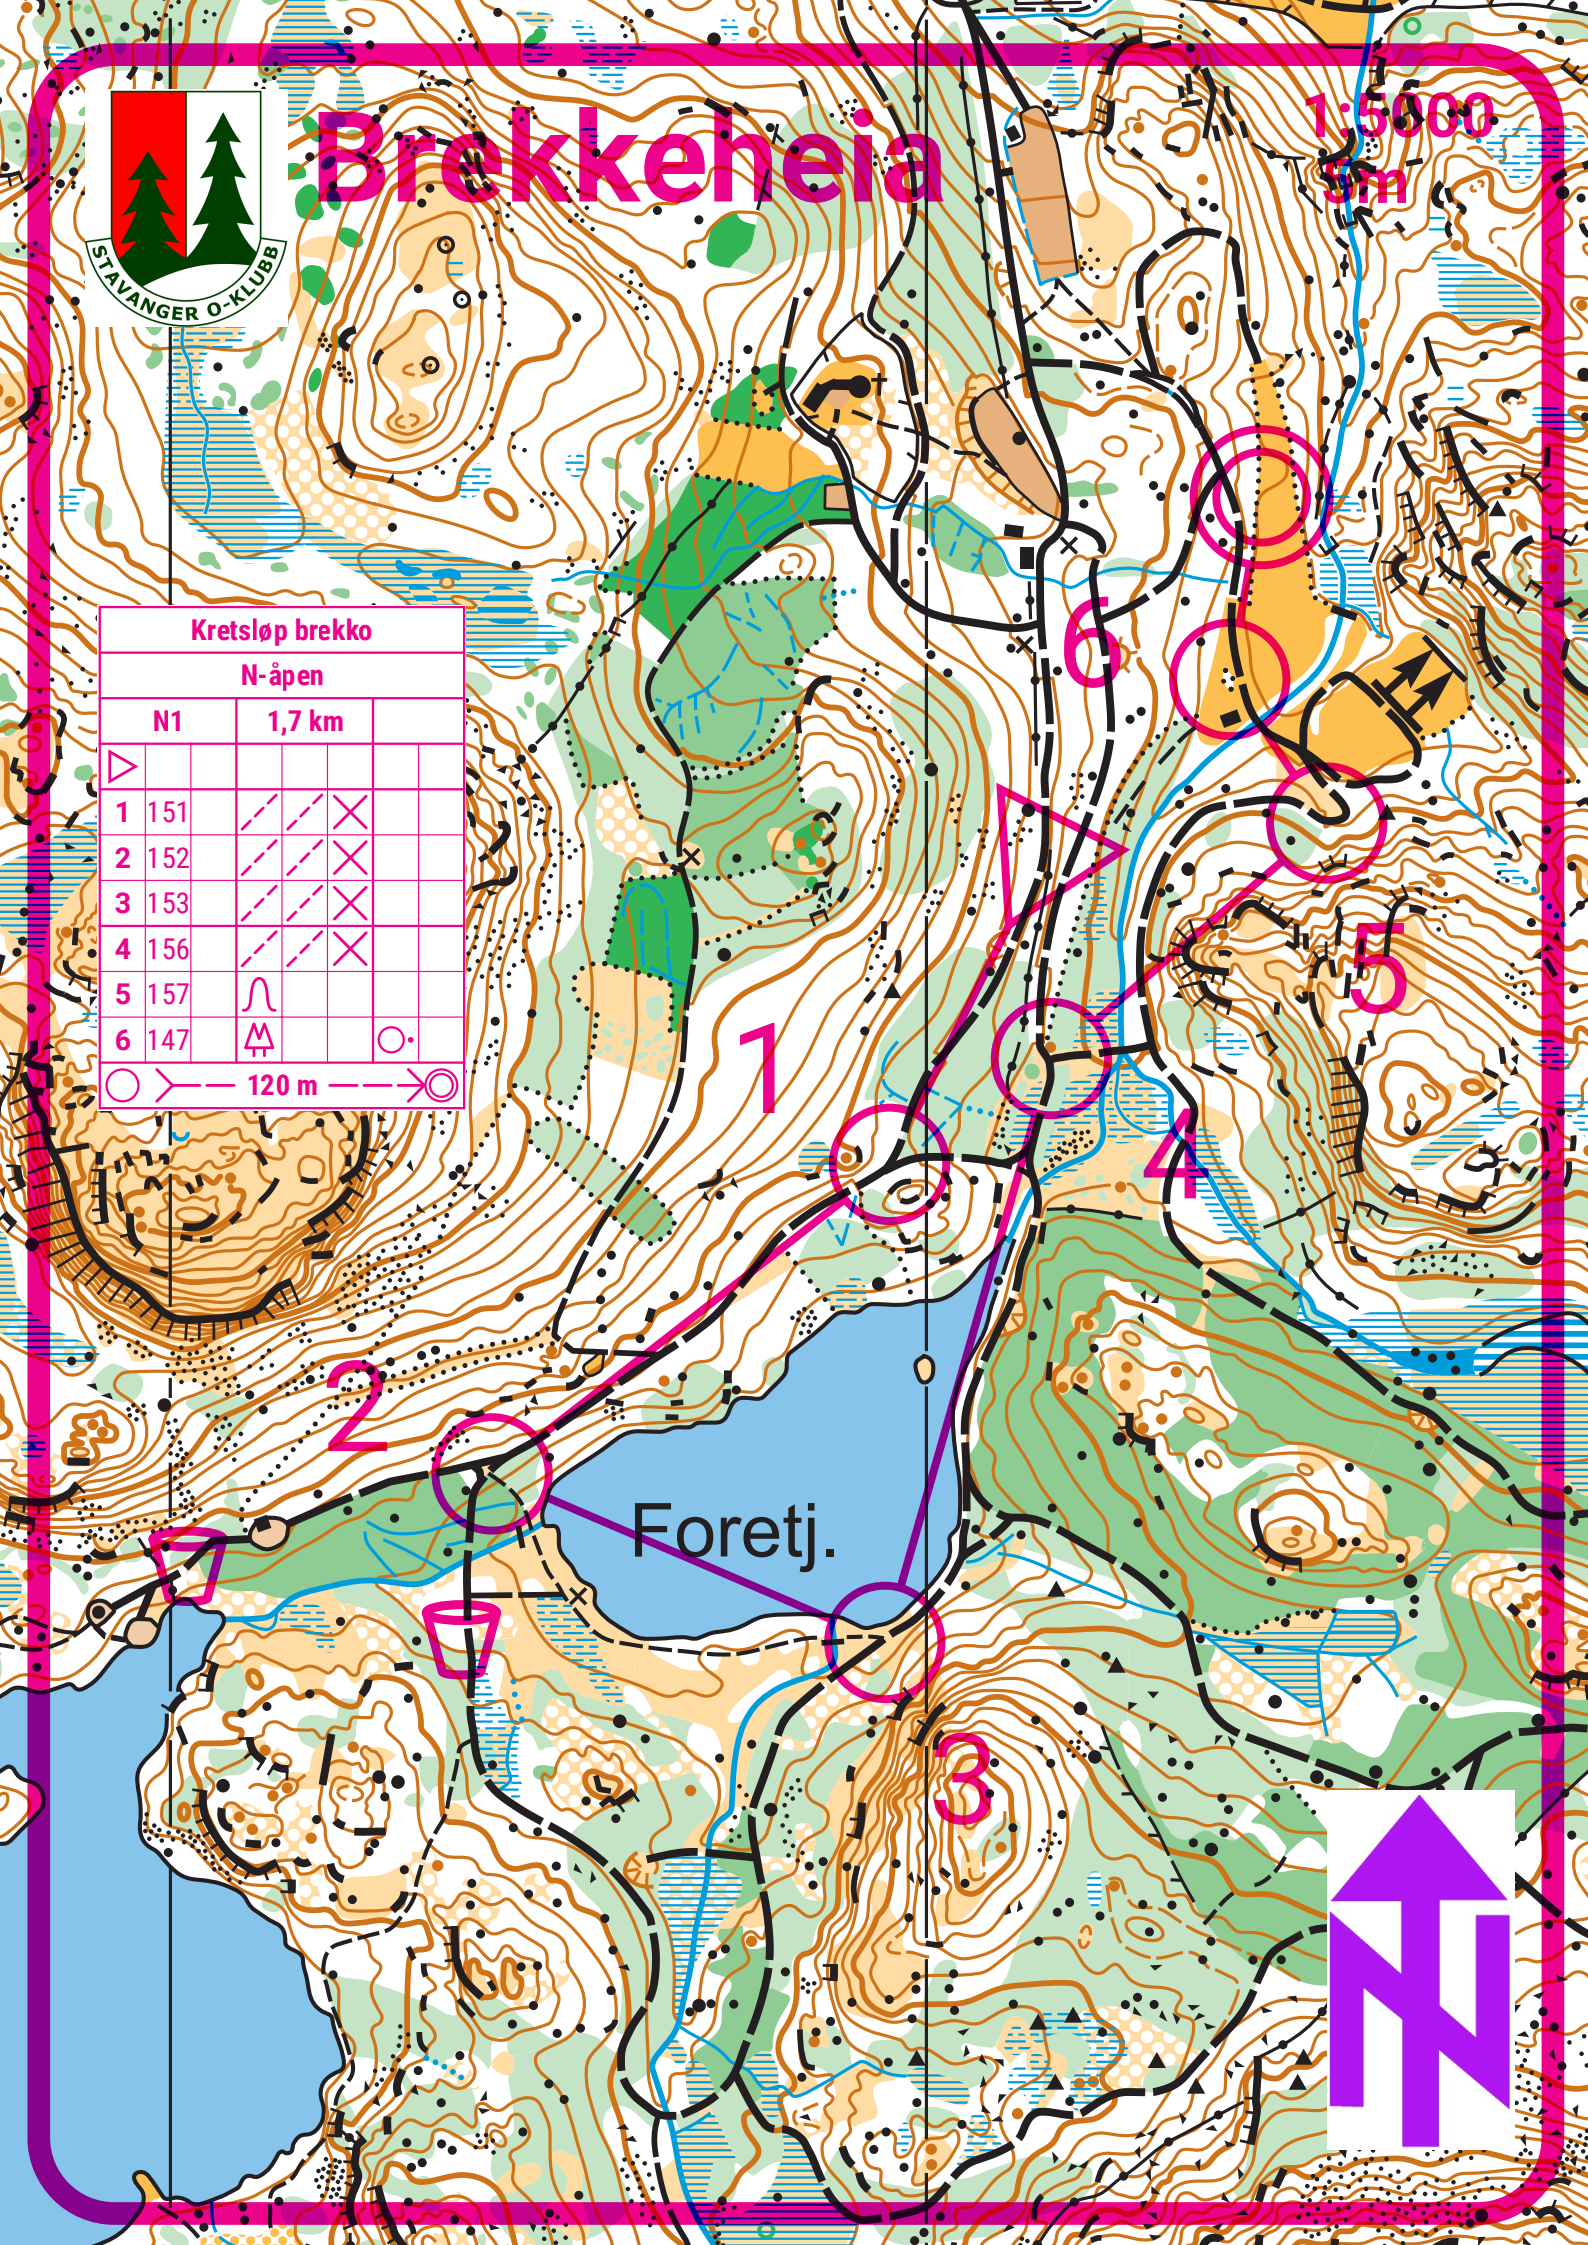 Brekkeheia
1:5000
5m
STAVANGER O-KLUBB
Kretsløp brekko
N-åpen
N1 1,7 km
1 151
2 152
3 153
4 156
5 157
6 147
120 m
6
5
1
4
2
Foretj.
3
N